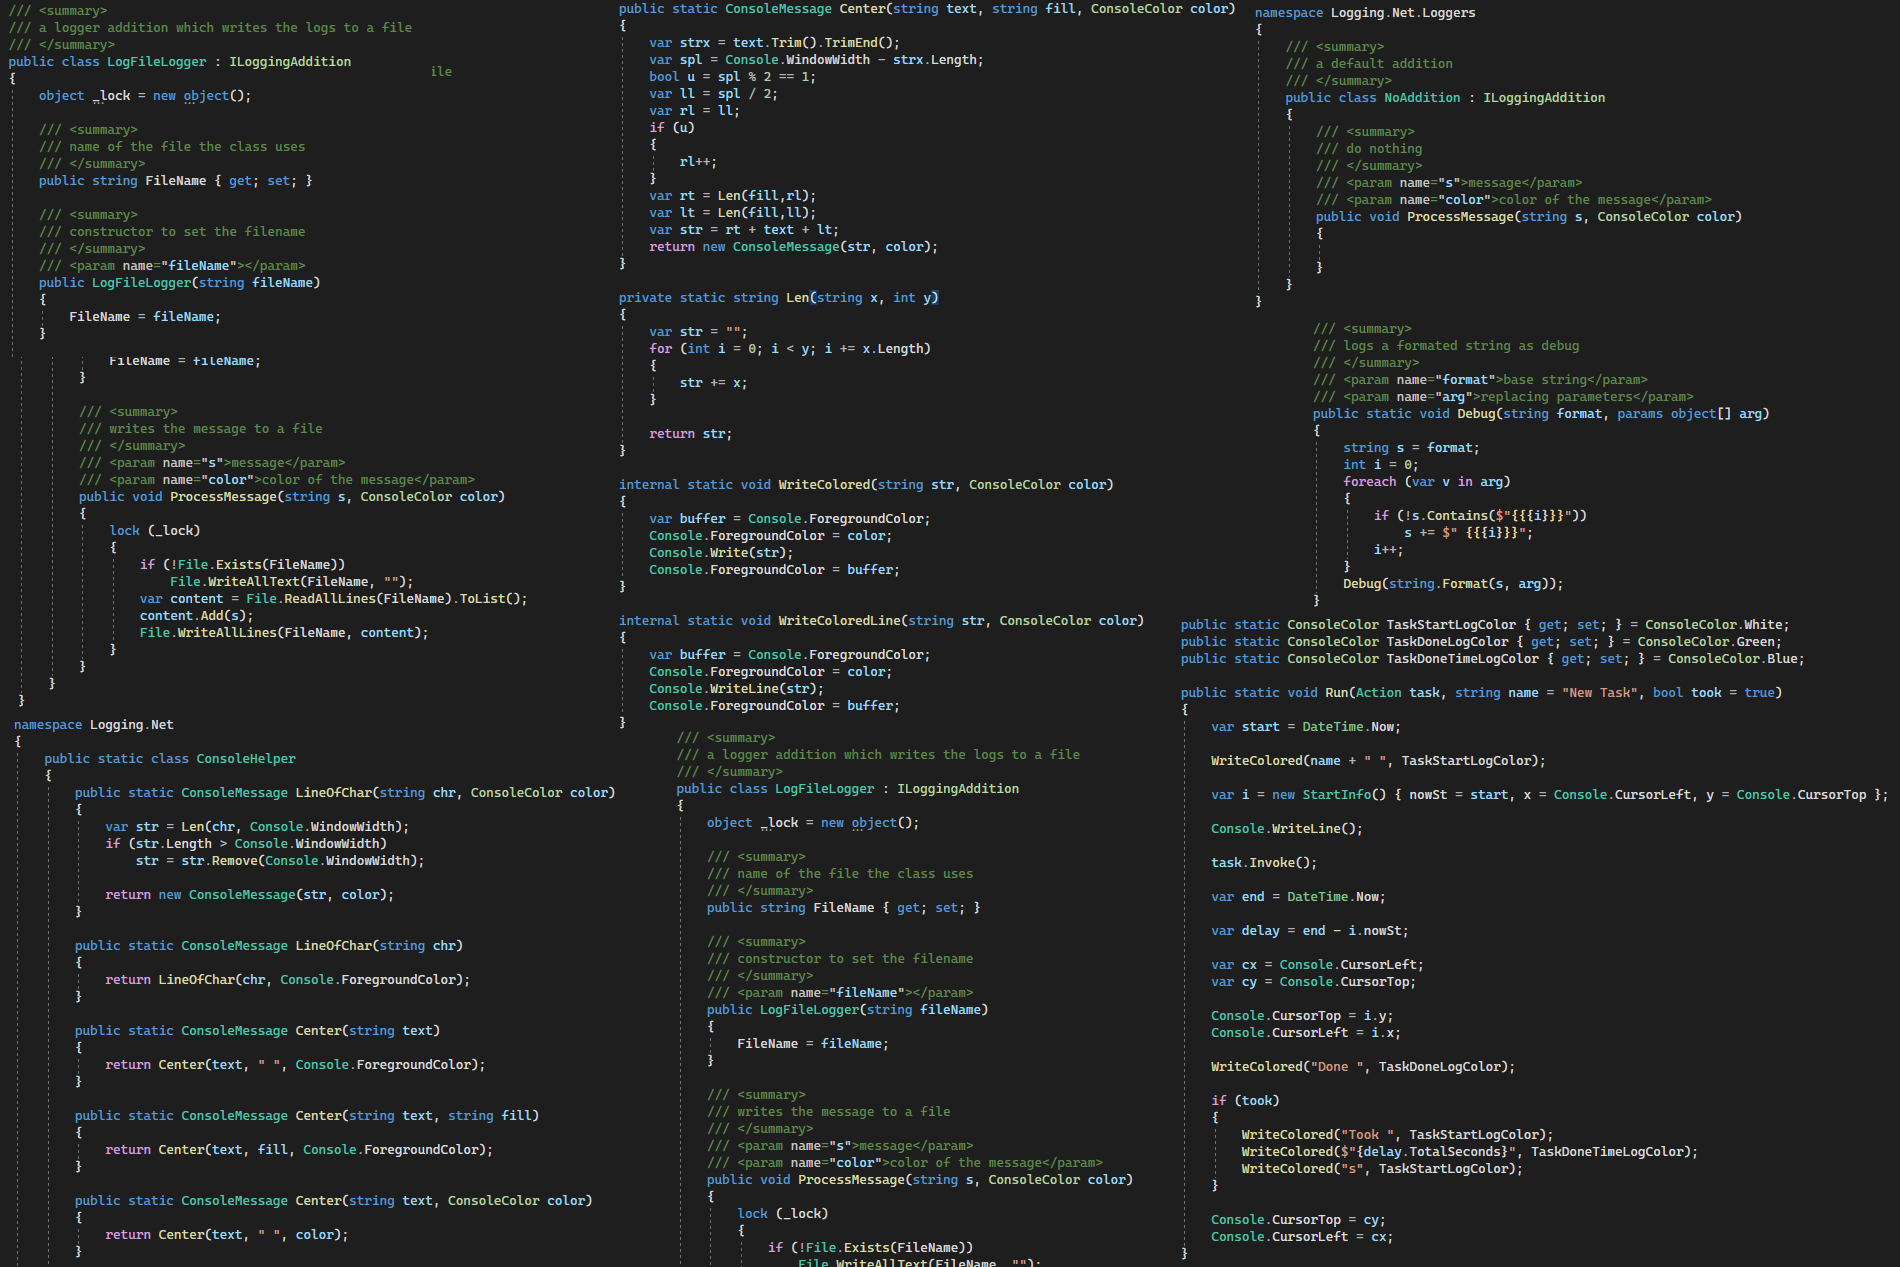 /// <summary>
/// a logger addition which writes the logs to a file
/// </summary>
public class LogFileLogger : ILoggingAddition
{
ile
    object _lock = new object();

    /// <summary>
    /// name of the file the class uses
    /// </summary>
    public string FileName { get; set; }

    /// <summary>
    /// constructor to set the filename
    /// </summary>
    /// <param name="fileName"></param>
    public LogFileLogger(string fileName)
    {
        FileName = fileName;
    }
            FileName = fileName;
        }

        /// <summary>
        /// writes the message to a file
        /// </summary>
        /// <param name="s">message</param>
        /// <param name="color">color of the message</param>
        public void ProcessMessage(string s, ConsoleColor color)
        {
            lock (_lock)
            {
                if (!File.Exists(FileName))
                    File.WriteAllText(FileName, "");
                var content = File.ReadAllLines(FileName).ToList();
                content.Add(s);
                File.WriteAllLines(FileName, content);
            }
        }
    }
}
namespace Logging.Net
{
    public static class ConsoleHelper
    {
        public static ConsoleMessage LineOfChar(string chr, ConsoleColor color)
        {
            var str = Len(chr, Console.WindowWidth);
            if (str.Length > Console.WindowWidth)
                str = str.Remove(Console.WindowWidth);

            return new ConsoleMessage(str, color);
        }

        public static ConsoleMessage LineOfChar(string chr)
        {
            return LineOfChar(chr, Console.ForegroundColor);
        }

        public static ConsoleMessage Center(string text)
        {
            return Center(text, " ", Console.ForegroundColor);
        }

        public static ConsoleMessage Center(string text, string fill)
        {
            return Center(text, fill, Console.ForegroundColor);
        }

        public static ConsoleMessage Center(string text, ConsoleColor color)
        {
            return Center(text, " ", color);
        }
public static ConsoleMessage Center(string text, string fill, ConsoleColor color)
{
    var strx = text.Trim().TrimEnd();
    var spl = Console.WindowWidth - strx.Length;
    bool u = spl % 2 == 1;
    var ll = spl / 2;
    var rl = ll;
    if (u)
    {
        rl++;
    }
    var rt = Len(fill,rl);
    var lt = Len(fill,ll);
    var str = rt + text + lt;
    return new ConsoleMessage(str, color);
}

private static string Len(string x, int y)
{
    var str = "";
    for (int i = 0; i < y; i += x.Length)
    {
        str += x;
    }

    return str;
}

internal static void WriteColored(string str, ConsoleColor color)
{
    var buffer = Console.ForegroundColor;
    Console.ForegroundColor = color;
    Console.Write(str);
    Console.ForegroundColor = buffer;
}

internal static void WriteColoredLine(string str, ConsoleColor color)
{
    var buffer = Console.ForegroundColor;
    Console.ForegroundColor = color;
    Console.WriteLine(str);
    Console.ForegroundColor = buffer;
}
/// <summary>
/// a logger addition which writes the logs to a file
/// </summary>
public class LogFileLogger : ILoggingAddition
{
    object _lock = new object();

    /// <summary>
    /// name of the file the class uses
    /// </summary>
    public string FileName { get; set; }

    /// <summary>
    /// constructor to set the filename
    /// </summary>
    /// <param name="fileName"></param>
    public LogFileLogger(string fileName)
    {
        FileName = fileName;
    }

    /// <summary>
    /// writes the message to a file
    /// </summary>
    /// <param name="s">message</param>
    /// <param name="color">color of the message</param>
    public void ProcessMessage(string s, ConsoleColor color)
    {
        lock (_lock)
        {
            if (!File.Exists(FileName))
                File.WriteAllText(FileName, "");
namespace Logging.Net.Loggers
{
    /// <summary>
    /// a default addition
    /// </summary>
    public class NoAddition : ILoggingAddition
    {
        /// <summary>
        /// do nothing
        /// </summary>
        /// <param name="s">message</param>
        /// <param name="color">color of the message</param>
        public void ProcessMessage(string s, ConsoleColor color)
        {

        }
    }
}
/// <summary>
/// logs a formated string as debug
/// </summary>
/// <param name="format">base string</param>
/// <param name="arg">replacing parameters</param>
public static void Debug(string format, params object[] arg)
{
    string s = format;
    int i = 0;
    foreach (var v in arg)
    {
        if (!s.Contains($"{{{i}}}"))
            s += $" {{{i}}}";
        i++;
    }
    Debug(string.Format(s, arg));
}
public static ConsoleColor TaskStartLogColor { get; set; } = ConsoleColor.White;
public static ConsoleColor TaskDoneLogColor { get; set; } = ConsoleColor.Green;
public static ConsoleColor TaskDoneTimeLogColor { get; set; } = ConsoleColor.Blue;

public static void Run(Action task, string name = "New Task", bool took = true)
{
    var start = DateTime.Now;

    WriteColored(name + " ", TaskStartLogColor);

    var i = new StartInfo() { nowSt = start, x = Console.CursorLeft, y = Console.CursorTop };

    Console.WriteLine();

    task.Invoke();

    var end = DateTime.Now;

    var delay = end - i.nowSt;

    var cx = Console.CursorLeft;
    var cy = Console.CursorTop;

    Console.CursorTop = i.y;
    Console.CursorLeft = i.x;

    WriteColored("Done ", TaskDoneLogColor);

    if (took)
    {
        WriteColored("Took ", TaskStartLogColor);
        WriteColored($"{delay.TotalSeconds}", TaskDoneTimeLogColor);
        WriteColored("s", TaskStartLogColor);
    }

    Console.CursorTop = cy;
    Console.CursorLeft = cx;
}